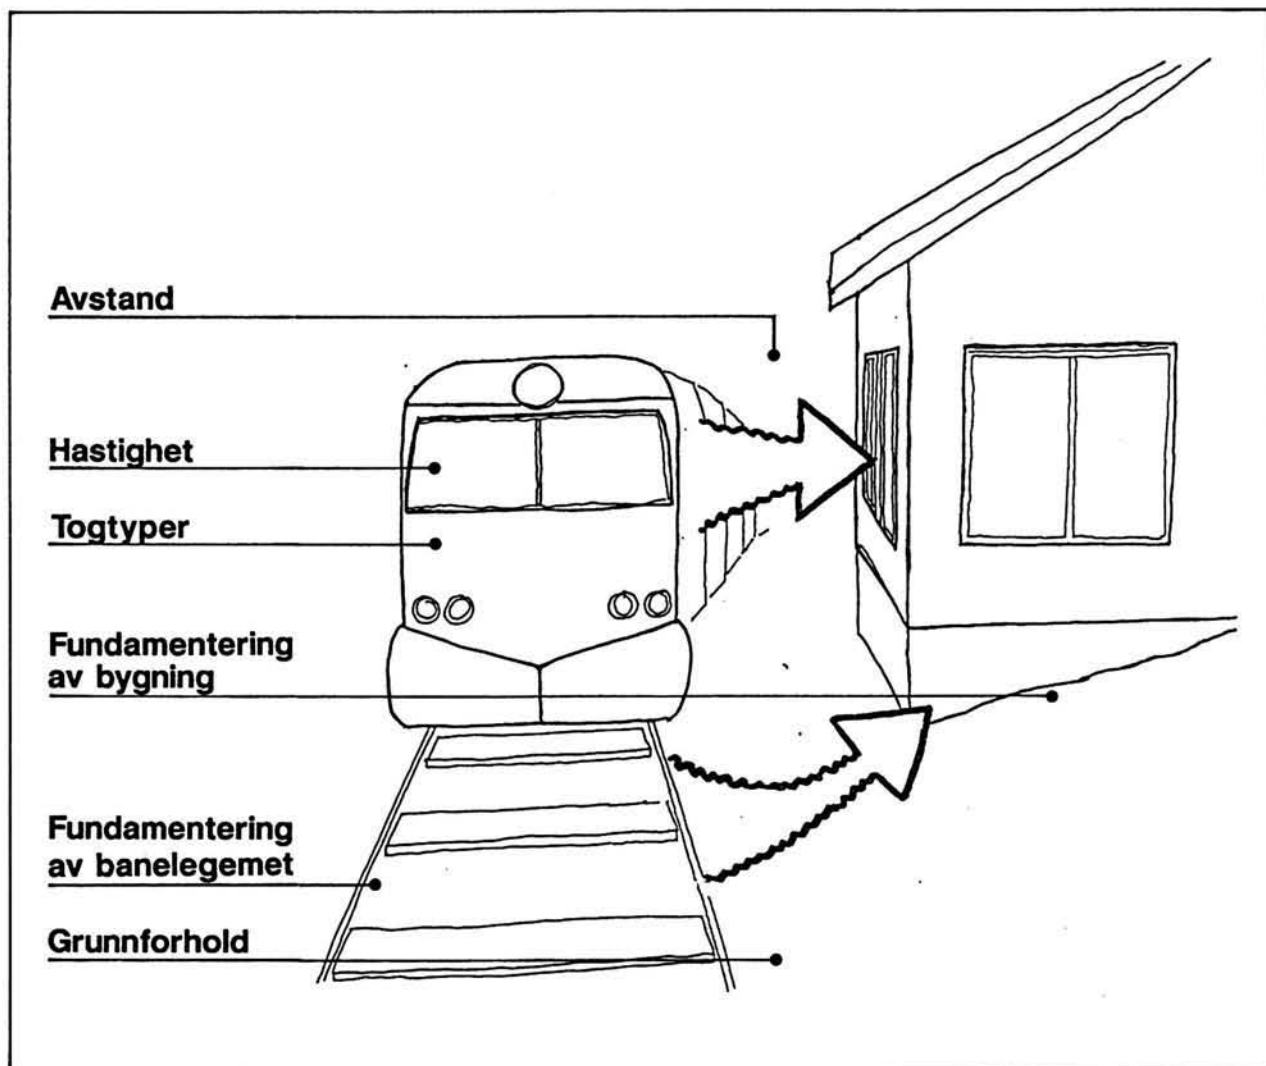 Avstand
Hastighet
Togtyper
Fundamentering
av bygning
Fundamentering
av banelegemet
Grunnforhold